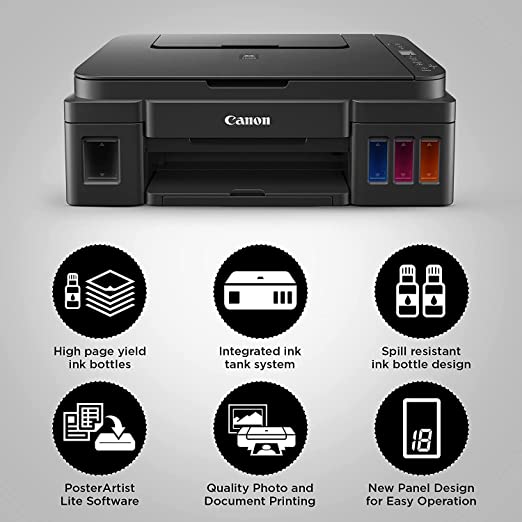 Canon
High page yield
ink bottles
Integrated ink
tank system
Spill resistant
ink bottle design
PosterArtist
Lite Software
Quality Photo and
Document Printing
18
New Panel Design
for Easy Operation